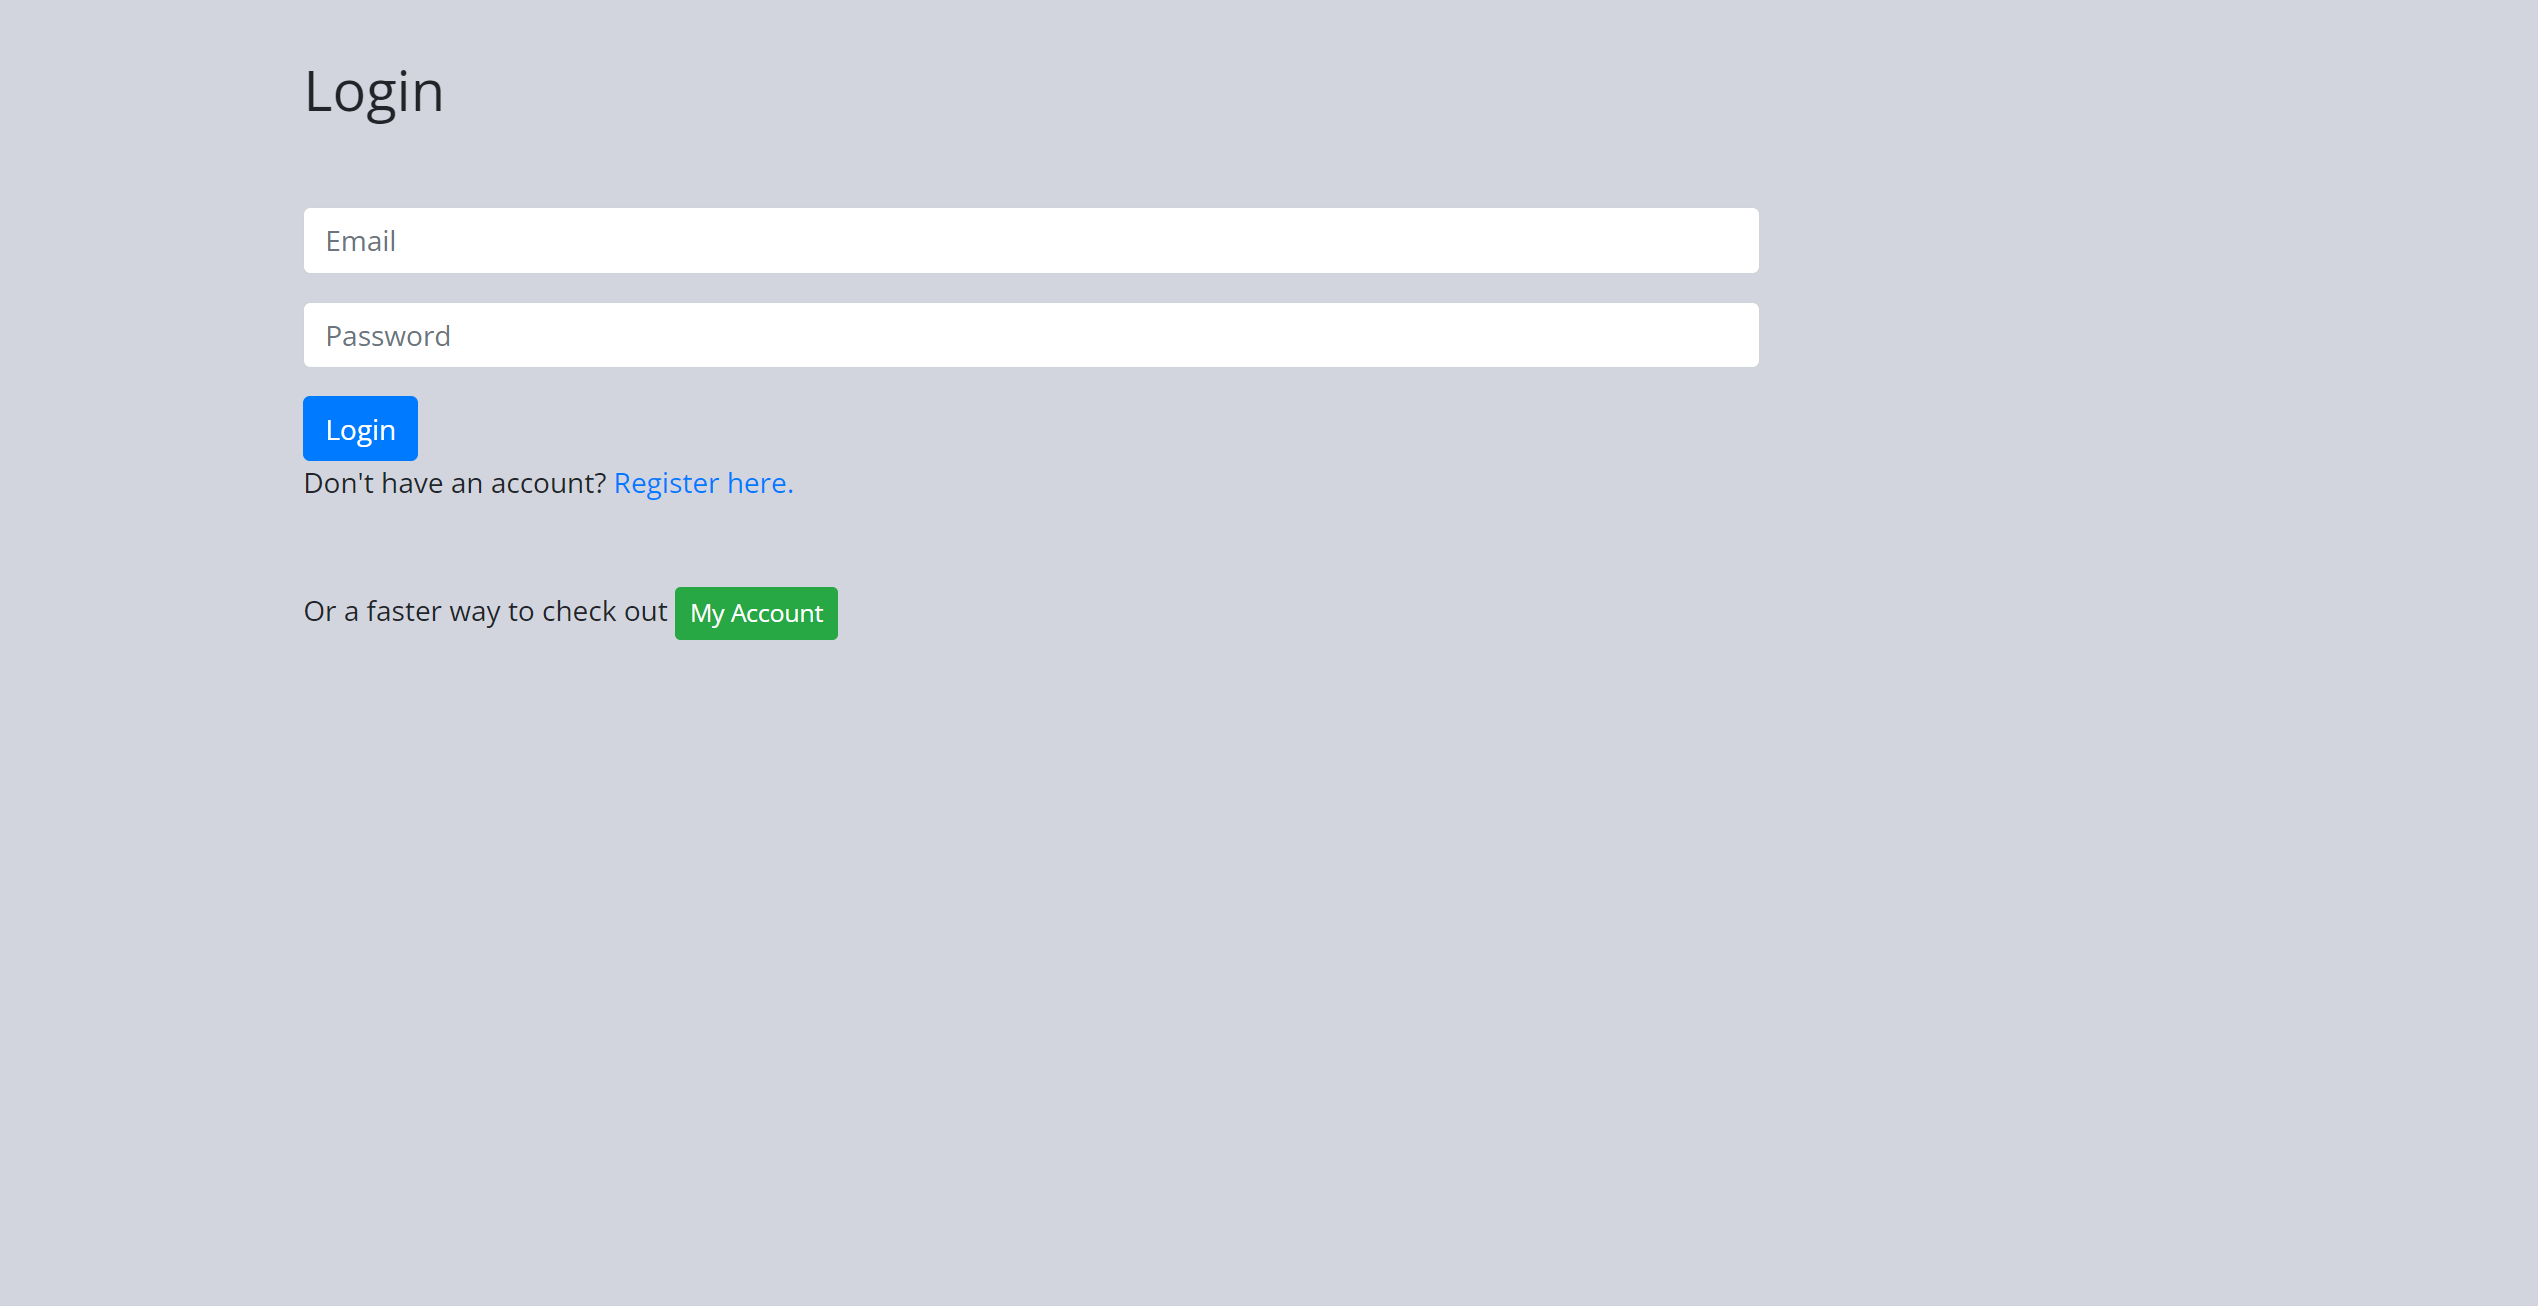 Login
Email
Password
Login
Don't have an account? Register here.
Or a faster way to check out My Account